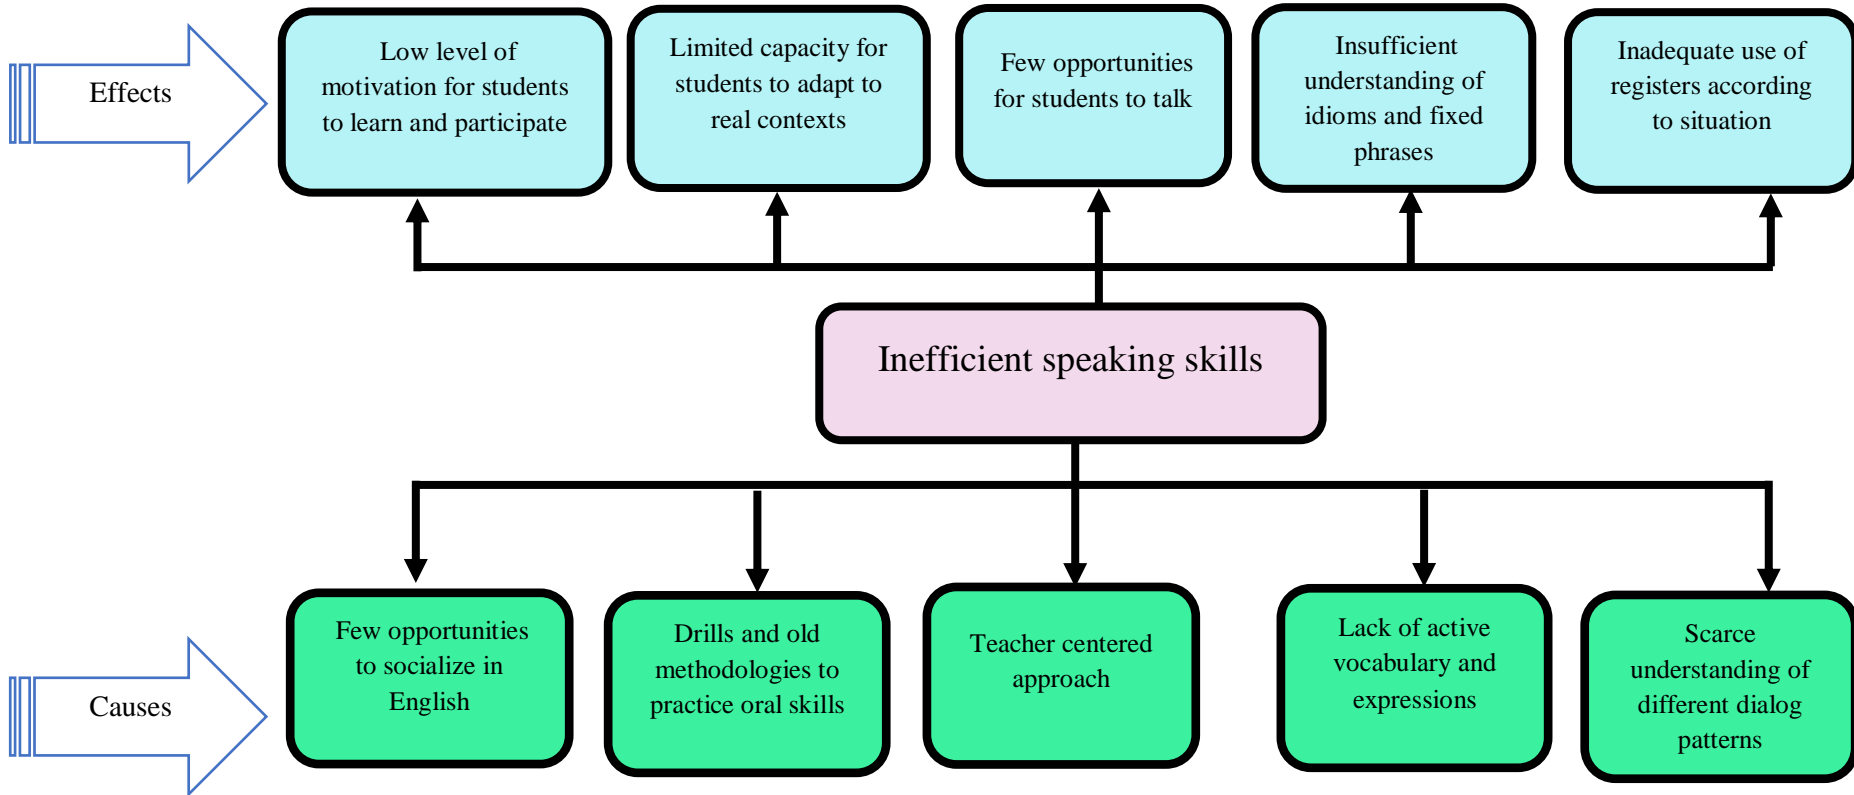 Effects
Low level of
motivation for students
to learn and participate
Limited capacity for
students to adapt to
real contexts
Few opportunities
for students to talk
Insufficient
understanding of
idioms and fixed
phrases
Inadequate use of
registers according
to situation
Inefficient speaking skills
Causes
Few opportunities
to socialize in
English
Drills and old
methodologies to
practice oral skills
Teacher centered
approach
Lack of active
vocabulary and
expressions
Scarce
understanding of
different dialog
patterns